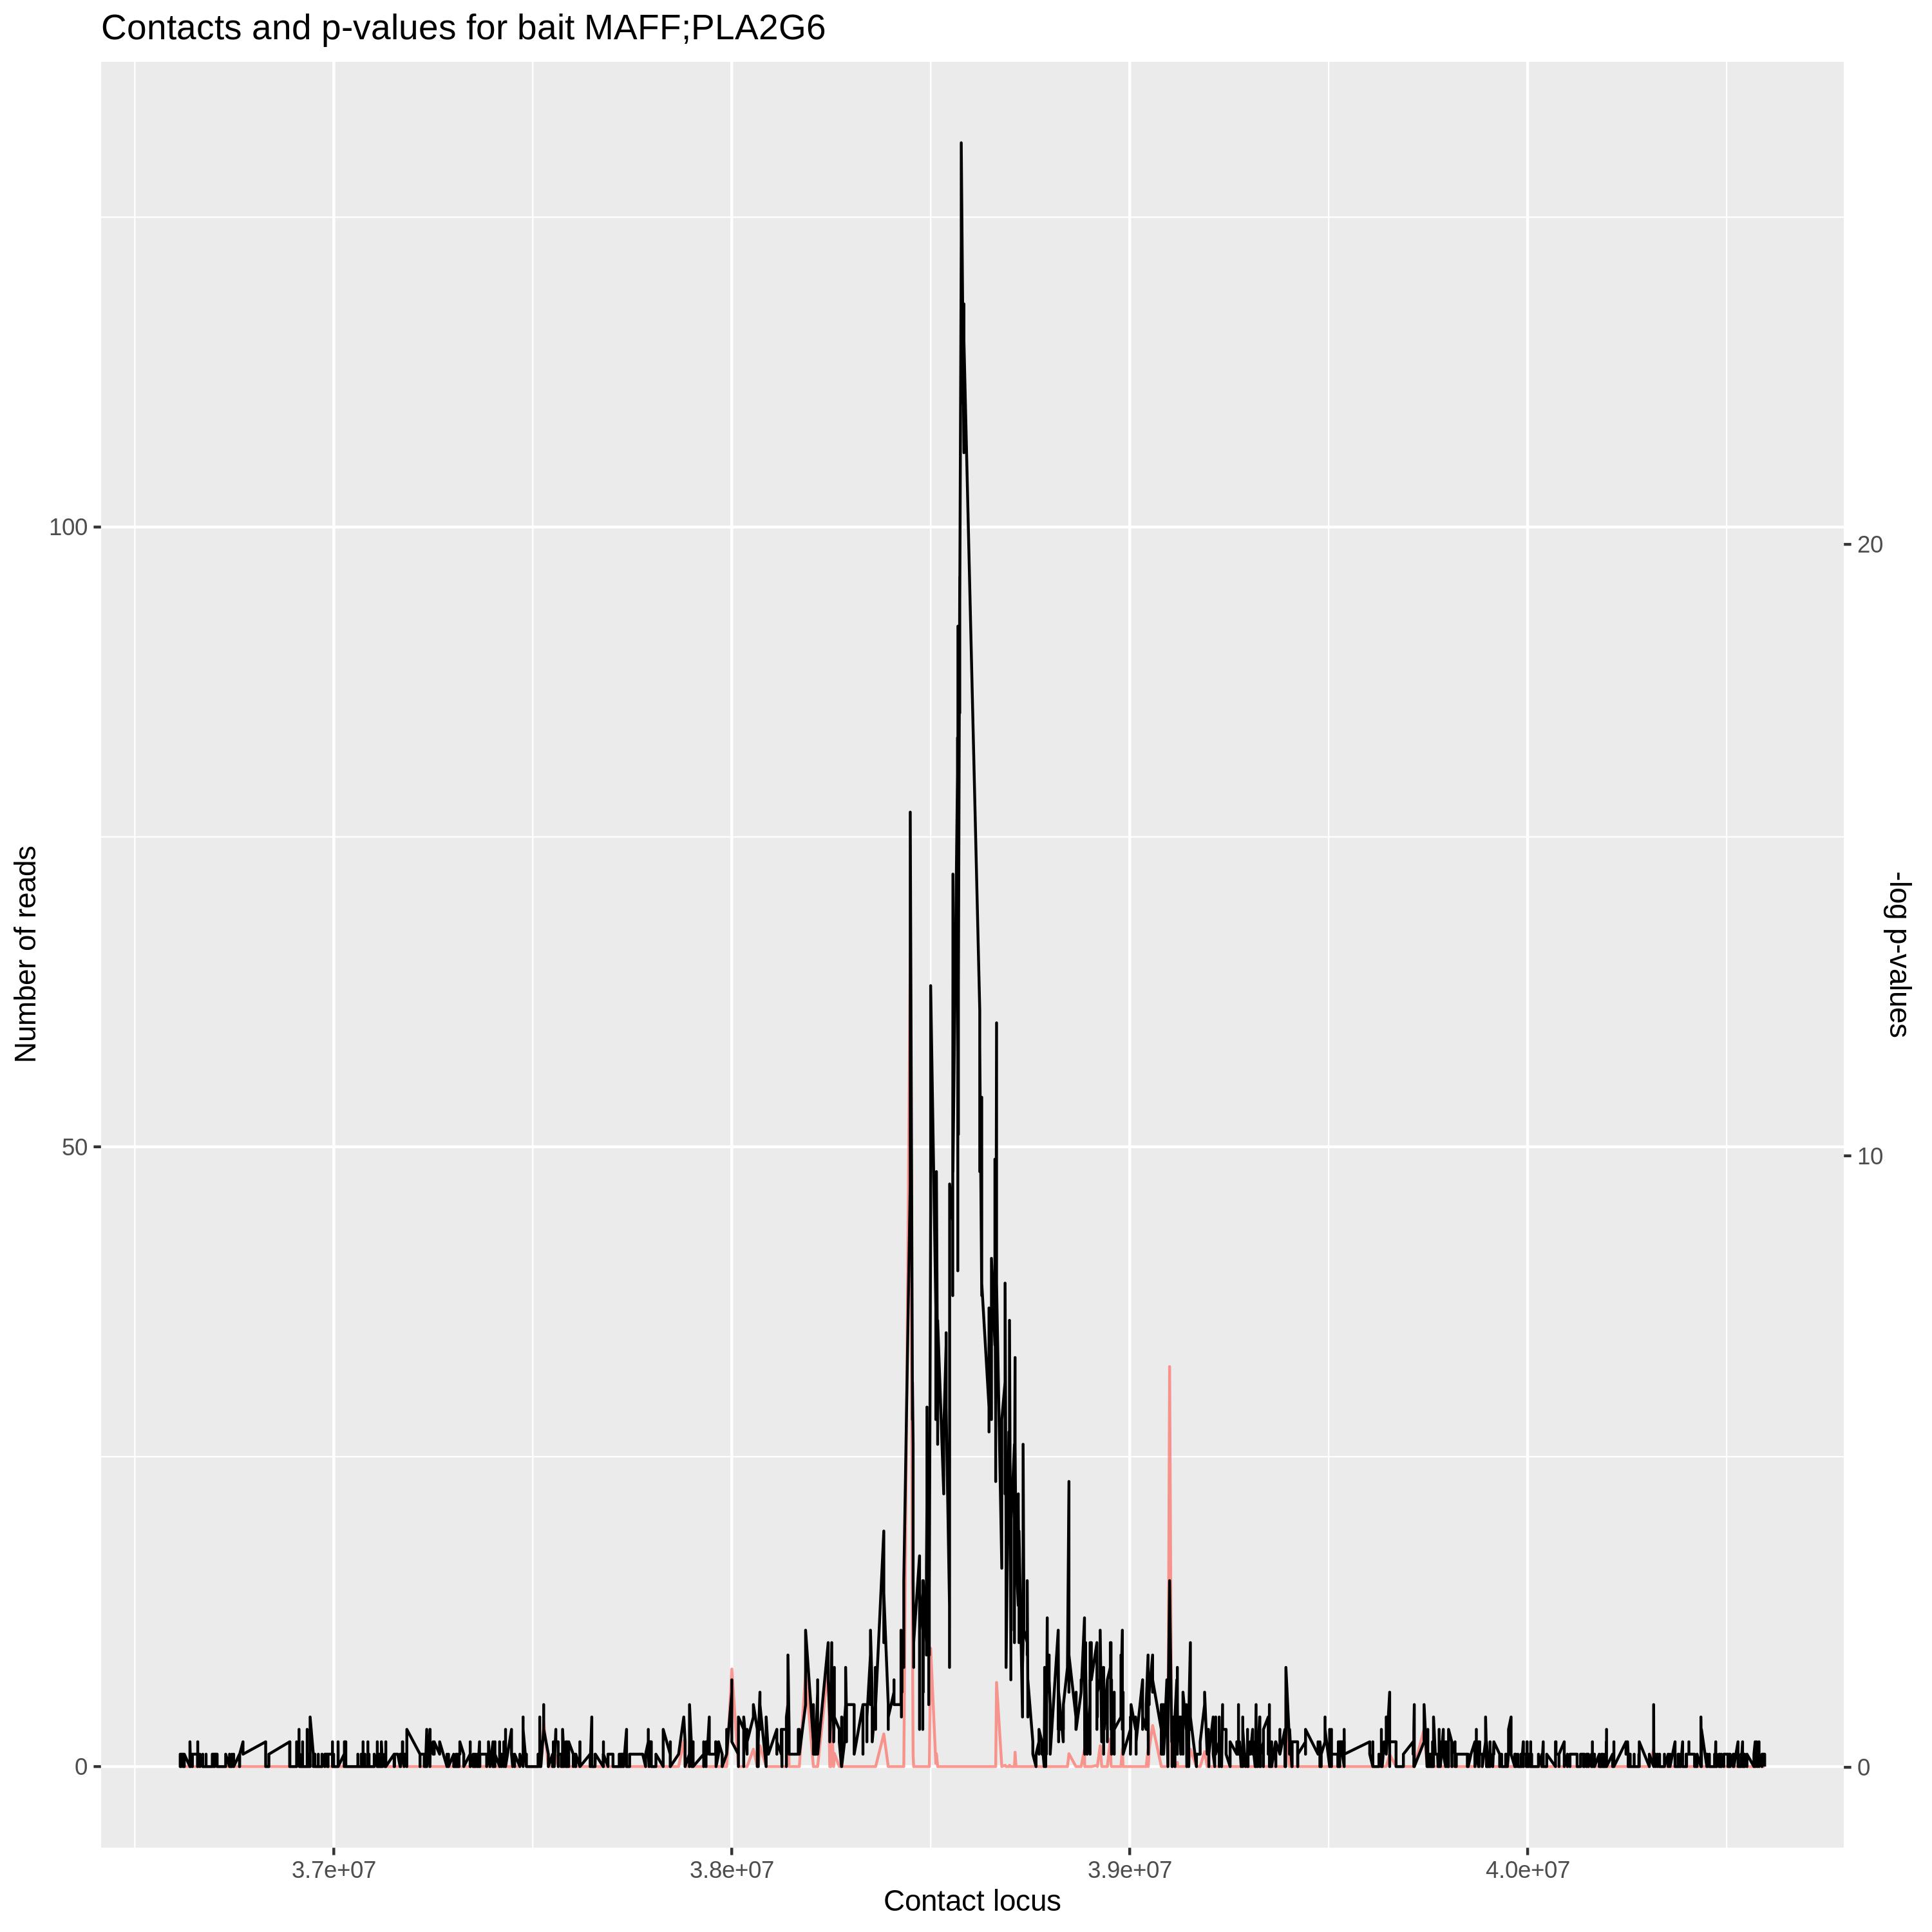 Contacts and p-values for bait MAFF;PLA2G6
Number of reads
100
50
0
20
10
0
-log p-values
3.7e+07
3.8e+07
3.9e+07
4.0e+07
Contact locus